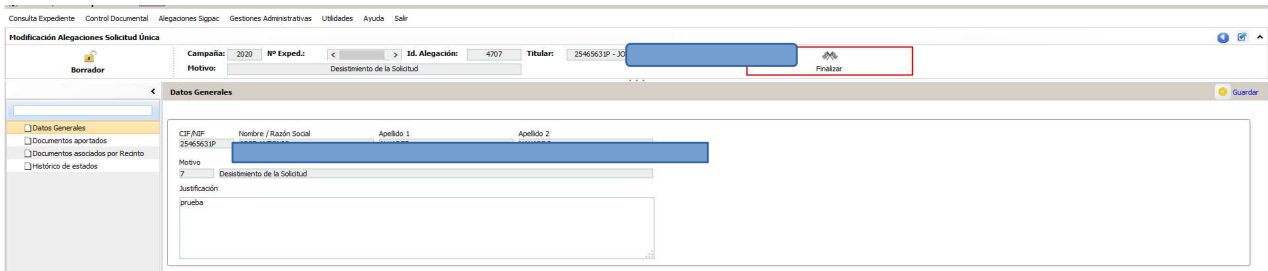 Consulta Expediente Control Documental Alegaciones Sigpac Gestiones Administrativas Utilidades Ayuda Salir
Modificación Alegaciones Solicitud Única
Borrador
Campaña: 2020 Nº Exped.: < > Id. Alegación: 4707 Titular: 25465631P - JO
Motivo: Desistimiento de la Solicitud
Finalizar
Datos Generales
Guardar
Datos Generales
Documentos aportados
Documentos asociados por Recinto
Histórico de estados
CIF/NIF Nombre / Razón Social Apellido 1 Apellido 2
25465631P
Motivo
7 Desistimiento de la Solicitud
Justificación
prueba